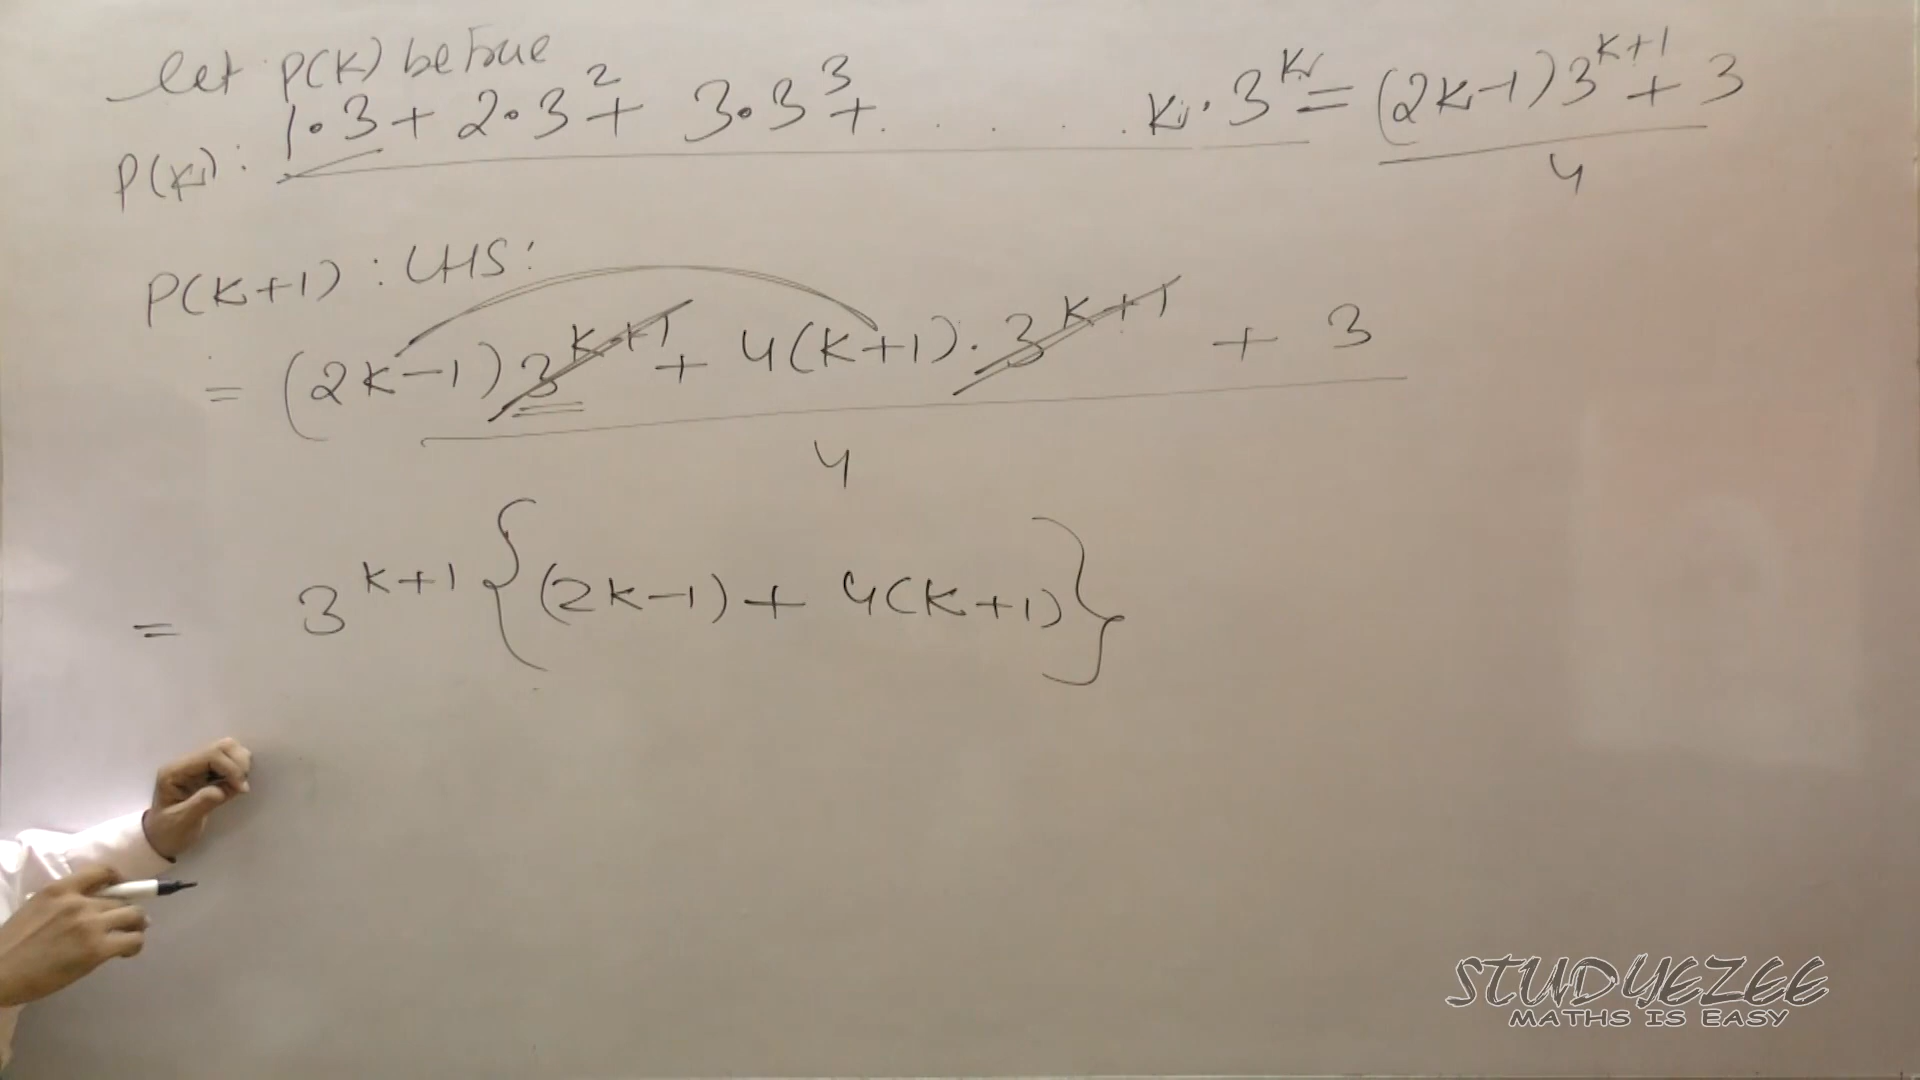 let P(K) be true
P(K): 1·3 + 2·3² + 3·3³ + . . . . . K·3^K = (2K-1)3^{K+1} + 3
4
P(K+1) : LHS:
= (2K-1)3^{K+1} + 4(K+1)·3^{K+1} + 3
4
= 3^{K+1} {(2K-1) + 4(K+1)}
STUDYEZEE
MATHS IS EASY